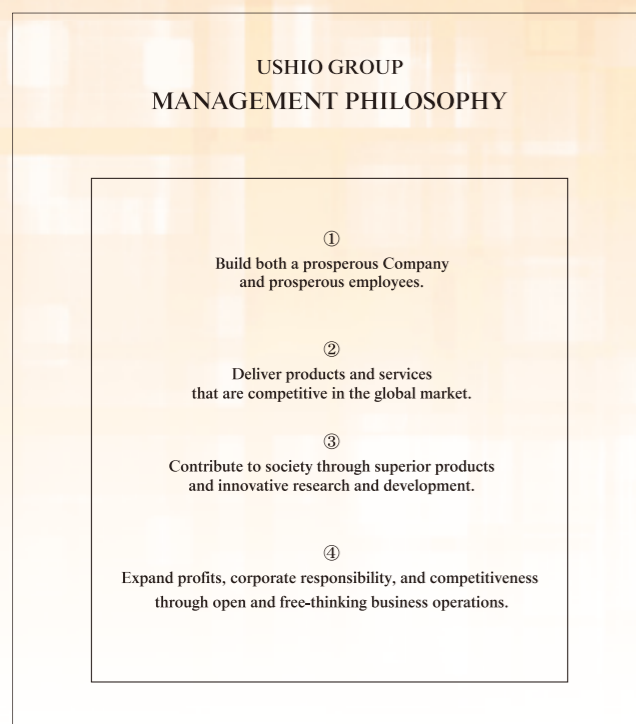 USHIO GROUP
MANAGEMENT PHILOSOPHY
①
Build both a prosperous Company
and prosperous employees.
②
Deliver products and services
that are competitive in the global market.
③
Contribute to society through superior products
and innovative research and development.
④
Expand profits, corporate responsibility, and competitiveness
through open and free-thinking business operations.